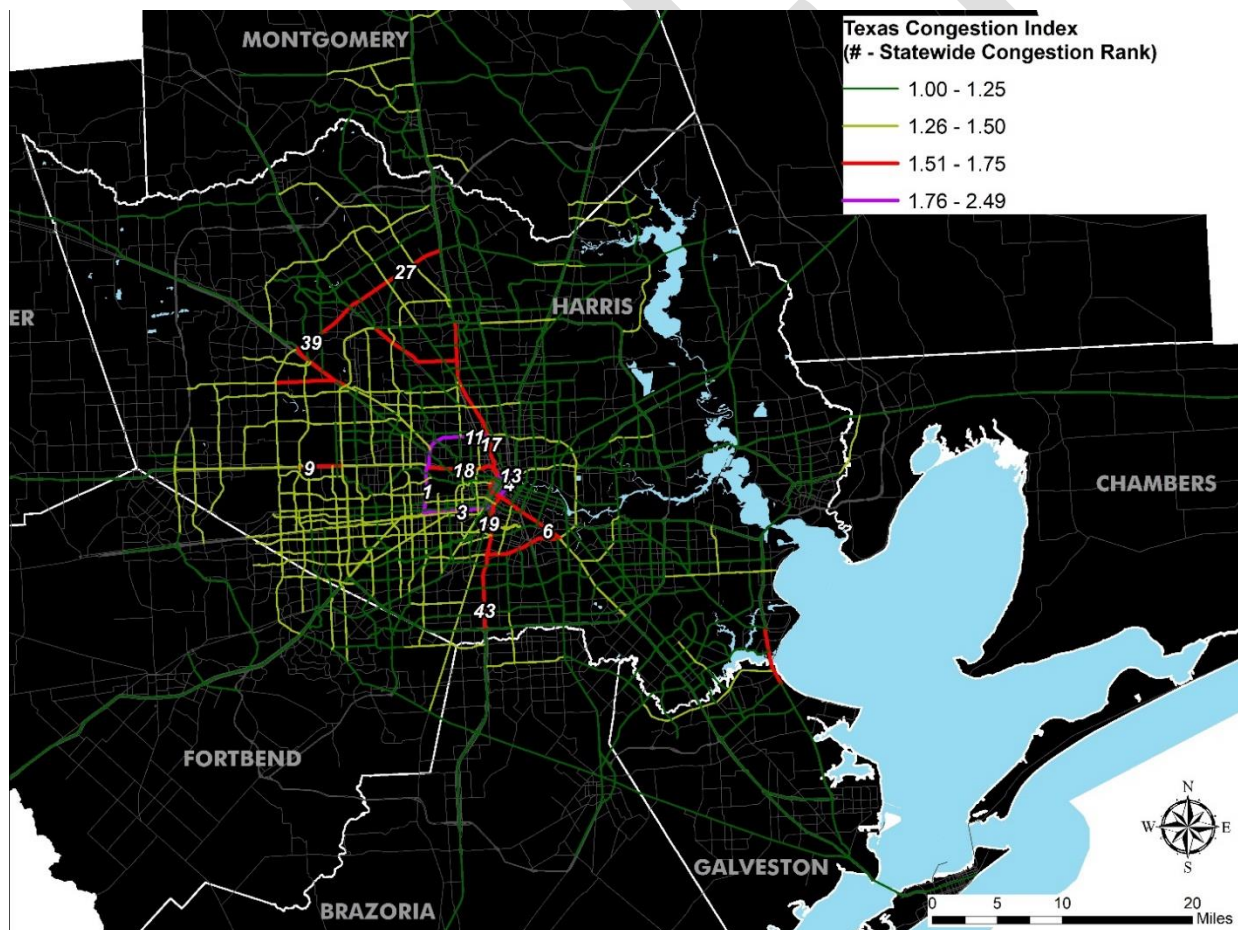 Texas Congestion Index
(# - Statewide Congestion Rank)
1.00 - 1.25
1.26 - 1.50
1.51 - 1.75
1.76 - 2.49
MONTGOMERY
27
HARRIS
ER
39
11
17
9
18
13
1
4
3
19
6
CHAMBERS
43
FORTBEND
GALVESTON
BRAZORIA
N
W
E
S
0
5
10
20
Miles